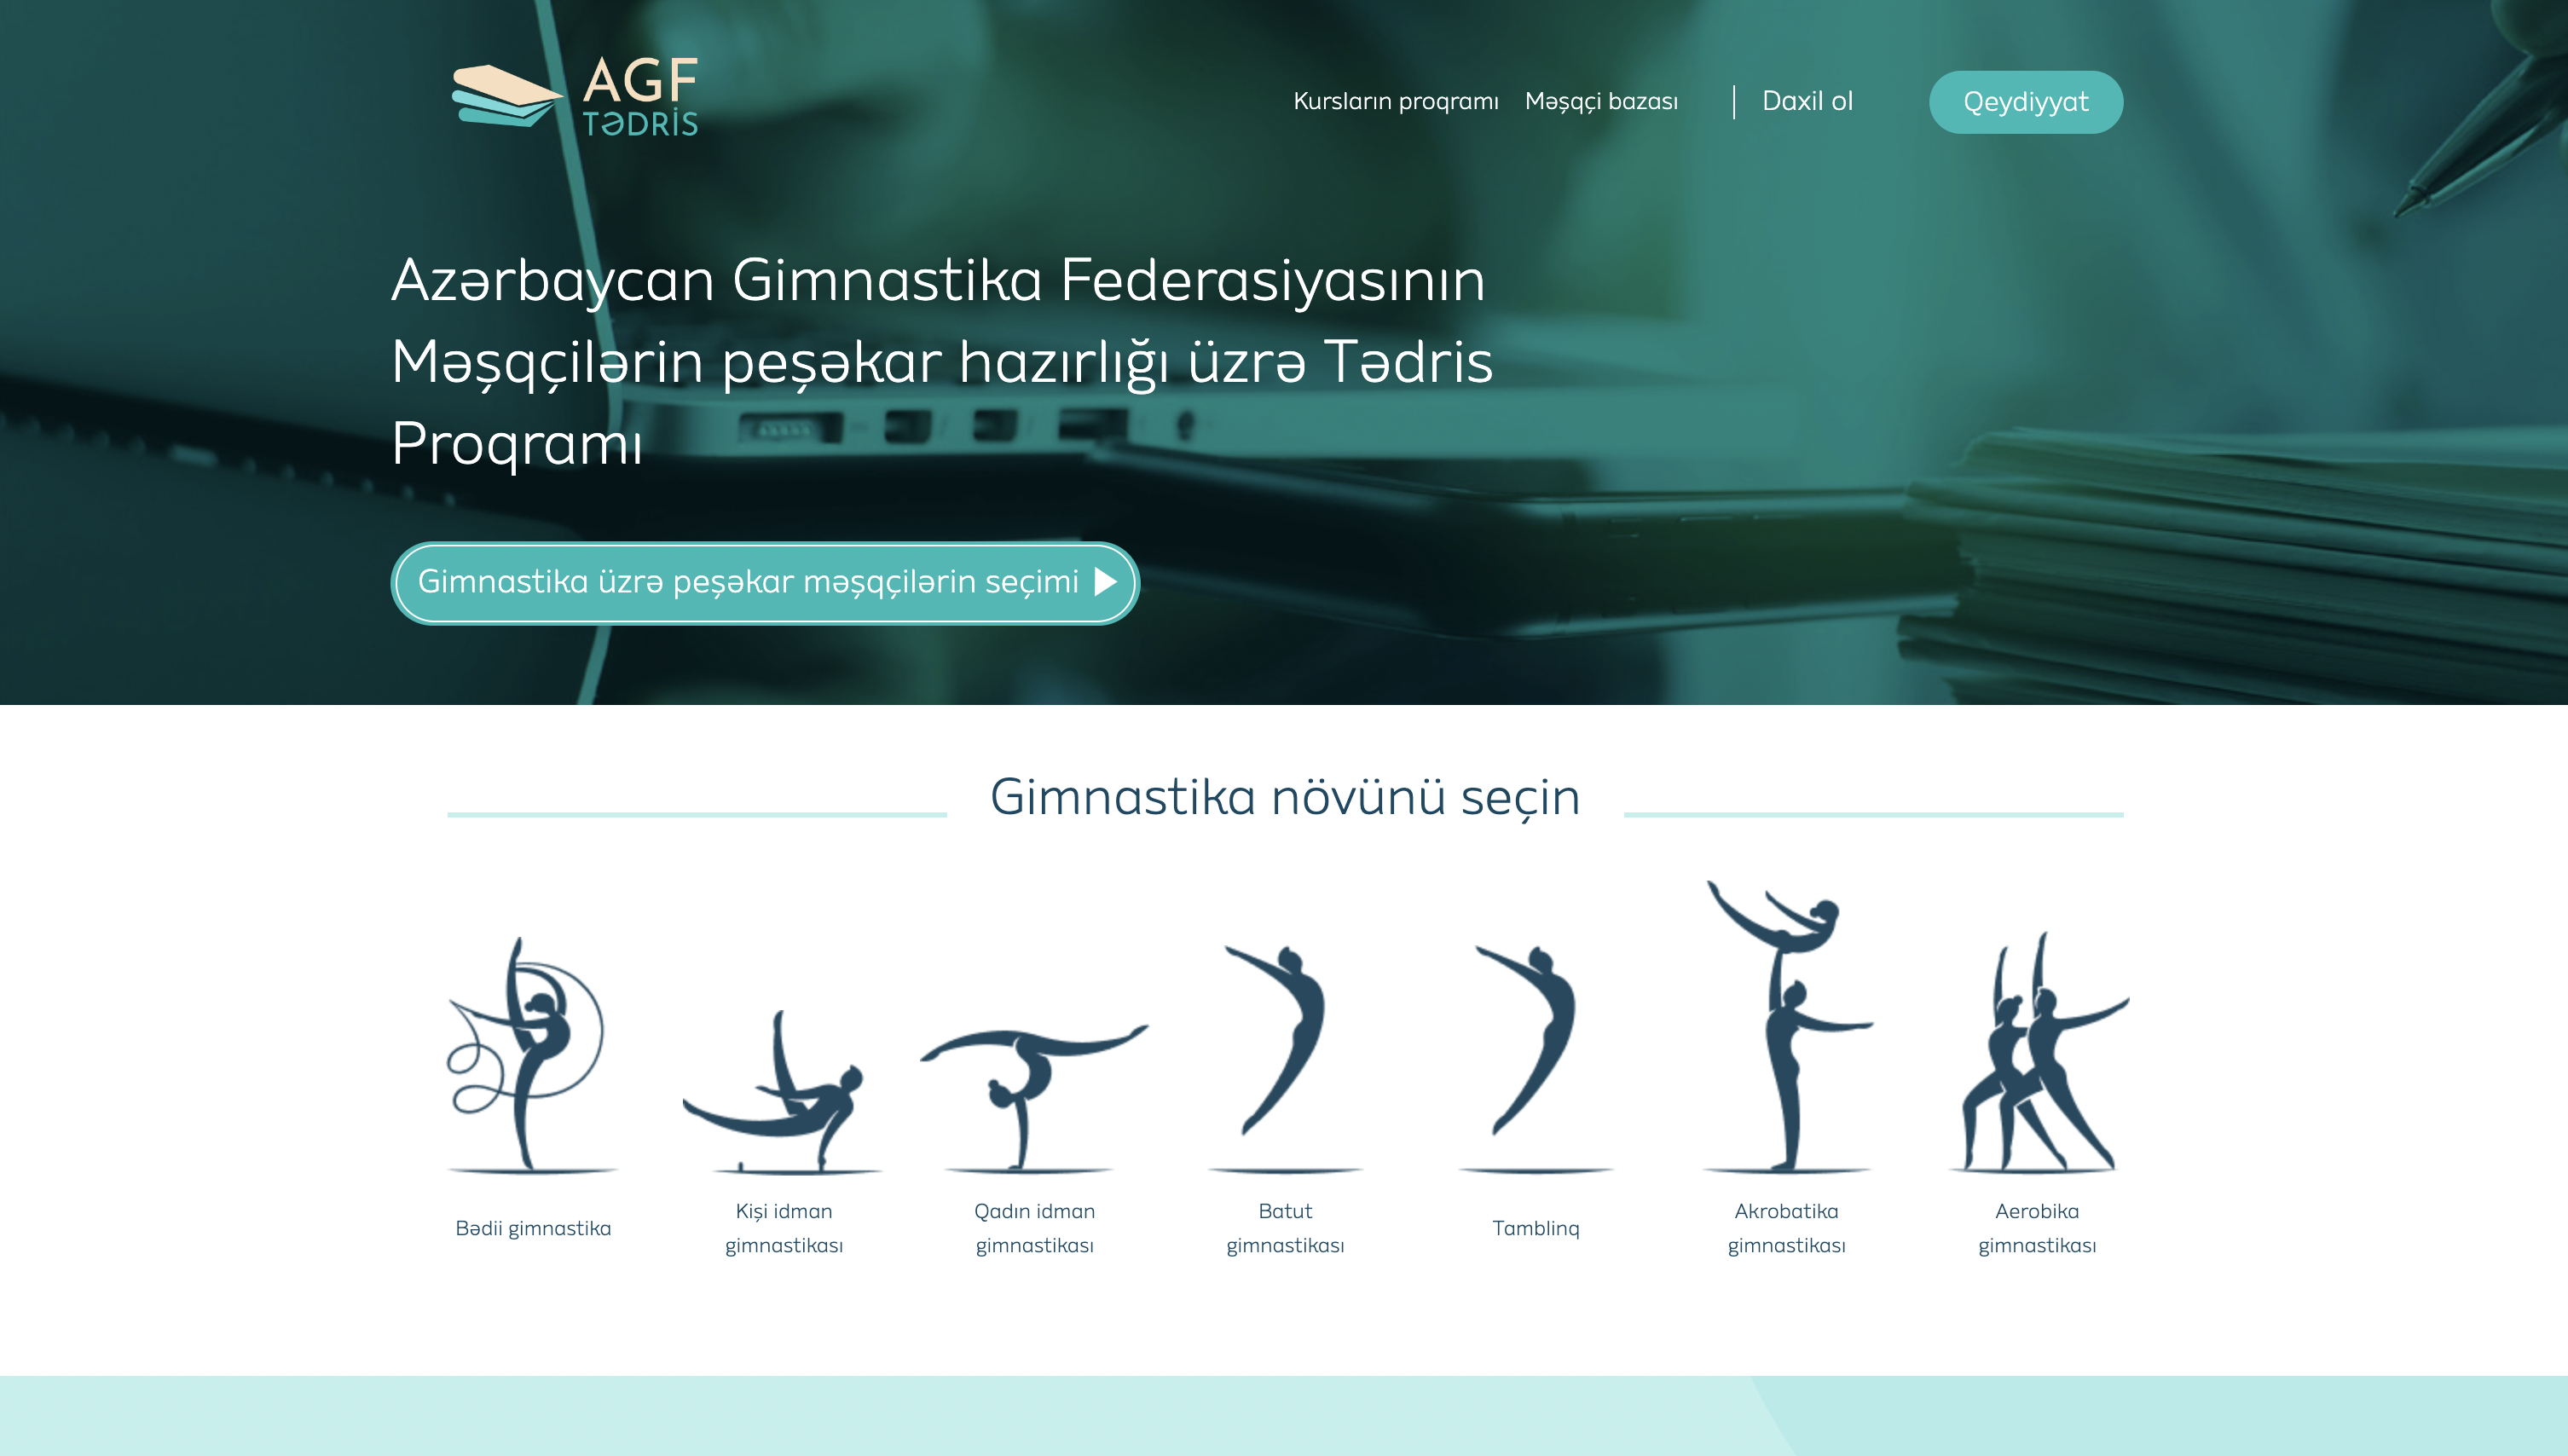 AGF
TƏDRİS
Kursların proqramı
Məşqçi bazası
Daxil ol
Qeydiyyat
Azərbaycan Gimnastika Federasiyasının
Məşqçilərin peşəkar hazırlığı üzrə Tədris
Proqramı
Gimnastika üzrə peşəkar məşqçilərin seçimi
Gimnastika növünü seçin
Bədii gimnastika
Kişi idman
gimnastikası
Qadın idman
gimnastikası
Batut
gimnastikası
Tamblinq
Akrobatika
gimnastikası
Aerobika
gimnastikası